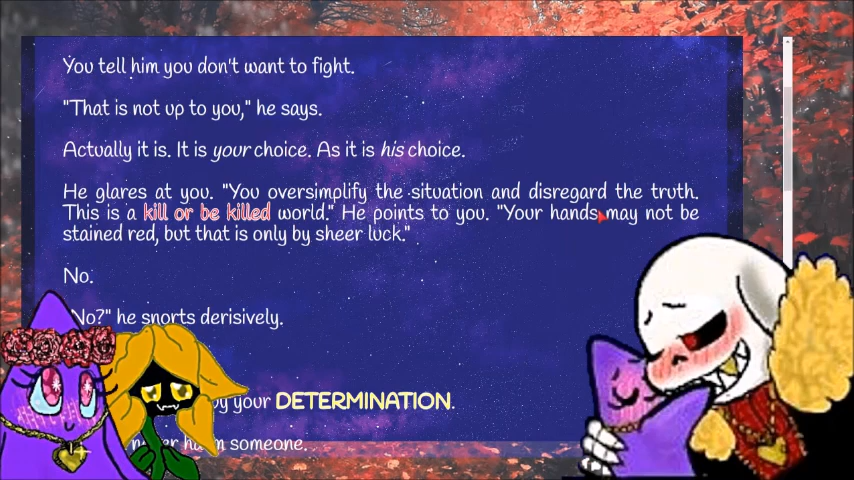 You tell him you don't want to fight.
"That is not up to you," he says.
Actually it is. It is your choice. As it is his choice.
He glares at you. "You oversimplify the situation and disregard the truth.
This is a kill or be killed world." He points to you. "Your hands may not be
stained red, but that is only by sheer luck."
No.
No?" he snorts derisively.
by your DETERMINATION.
someone.